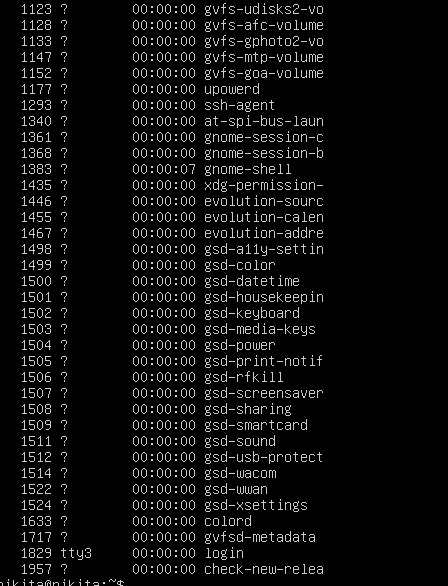 1123 ? 00:00:00 gvfs-udisks2-vo
1128 ? 00:00:00 gvfs-afc-volume
1133 ? 00:00:00 gvfs-gphoto2-vo
1147 ? 00:00:00 gvfs-mtp-volume
1152 ? 00:00:00 gvfs-goa-volume
1177 ? 00:00:00 upowerd
1293 ? 00:00:00 ssh-agent
1340 ? 00:00:00 at-spi-bus-laun
1361 ? 00:00:00 gnome-session-c
1368 ? 00:00:00 gnome-session-b
1383 ? 00:00:07 gnome-shell
1435 ? 00:00:00 xdg-permission-
1446 ? 00:00:00 evolution-sourc
1455 ? 00:00:00 evolution-calen
1467 ? 00:00:00 evolution-addre
1498 ? 00:00:00 gsd-a11y-settin
1499 ? 00:00:00 gsd-color
1500 ? 00:00:00 gsd-datetime
1501 ? 00:00:00 gsd-housekeepin
1502 ? 00:00:00 gsd-keyboard
1503 ? 00:00:00 gsd-media-keys
1504 ? 00:00:00 gsd-power
1505 ? 00:00:00 gsd-print-notif
1506 ? 00:00:00 gsd-rfkill
1507 ? 00:00:00 gsd-screensaver
1508 ? 00:00:00 gsd-sharing
1509 ? 00:00:00 gsd-smartcard
1511 ? 00:00:00 gsd-sound
1512 ? 00:00:00 gsd-usb-protect
1514 ? 00:00:00 gsd-wacom
1522 ? 00:00:00 gsd-wwan
1524 ? 00:00:00 gsd-xsettings
1633 ? 00:00:00 colord
1717 ? 00:00:00 gvfsd-metadata
1829 tty3 00:00:00 login
1957 ? 00:00:00 check-new-relea
nikita@nikita:~$